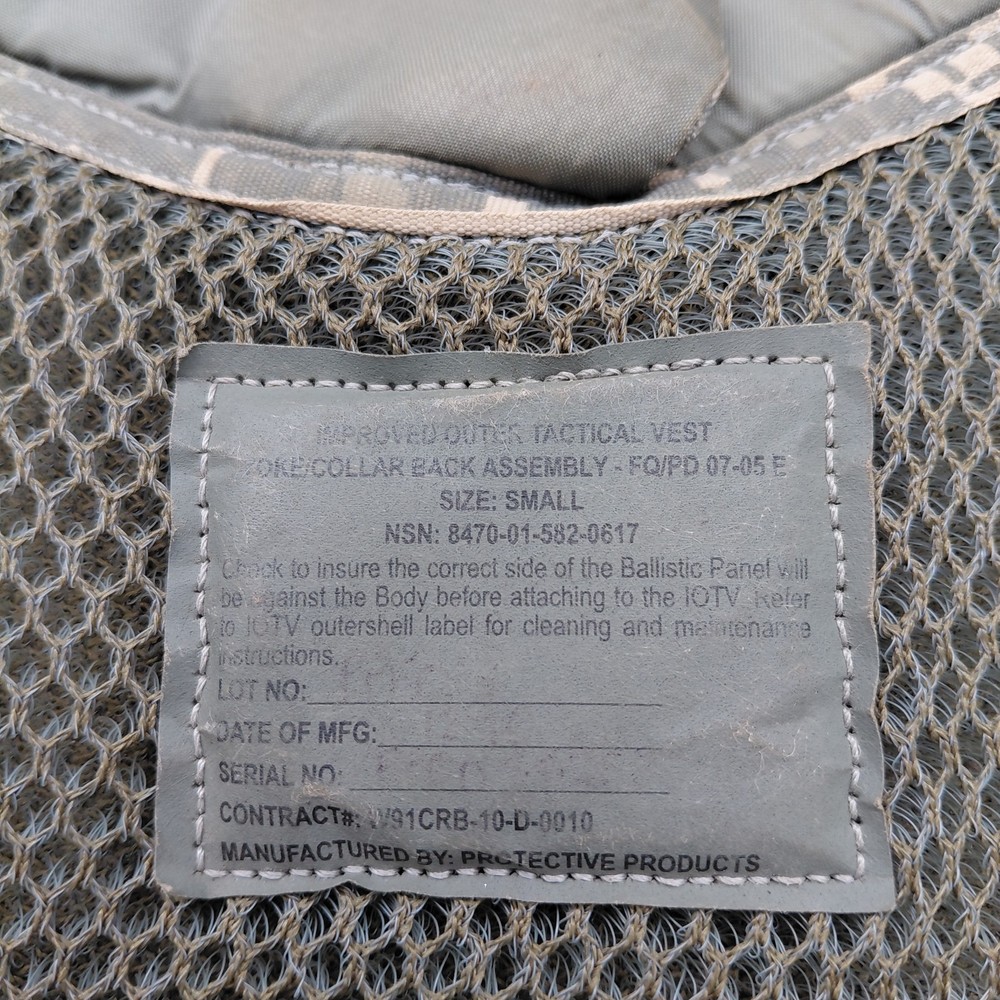 IMPROVED OUTER TACTICAL VEST
YOKE/COLLAR BACK ASSEMBLY - FQ/PD 07-05 E
SIZE: SMALL
NSN: 8470-01-582-0617
Check to insure the correct side of the Ballistic Panel will
be against the Body before attaching to the IOTV. Refer
to IOTV outershell label for cleaning and maintenance
instructions.
LOT NO:
DATE OF MFG:
SERIAL NO:
CONTRACT#: W91CRB-10-D-0010
MANUFACTURED BY: PROTECTIVE PRODUCTS